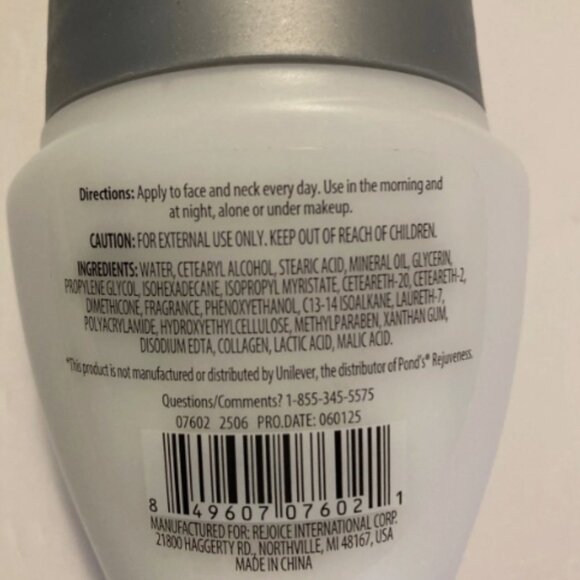 Directions: Apply to face and neck every day. Use in the morning and
at night, alone or under makeup.
CAUTION: FOR EXTERNAL USE ONLY. KEEP OUT OF REACH OF CHILDREN.
INGREDIENTS: WATER, CETEARYL ALCOHOL, STEARIC ACID, MINERAL OIL, GLYCERIN,
PROPYLENE GLYCOL, ISOHEXADECANE, ISOPROPYL MYRISTATE, CETEARETH-20, CETEARETH-2,
DIMETHICONE, FRAGRANCE, PHENOXYETHANOL, C13-14 ISOALKANE, LAURETH-7,
POLYACRYLAMIDE, HYDROXYETHYLCELLULOSE, METHYLPARABEN, XANTHAN GUM,
DISODIUM EDTA, COLLAGEN, LACTIC ACID, MALIC ACID.
*This product is not manufactured or distributed by Unilever, the distributor of Pond's® Rejuveness.
Questions/Comments? 1-855-345-5575
07602 2506 PRO.DATE: 060125
8 49607 07602 1
MANUFACTURED FOR: REJOICE INTERNATIONAL CORP.
21800 HAGGERTY RD., NORTHVILLE, MI 48167, USA
MADE IN CHINA